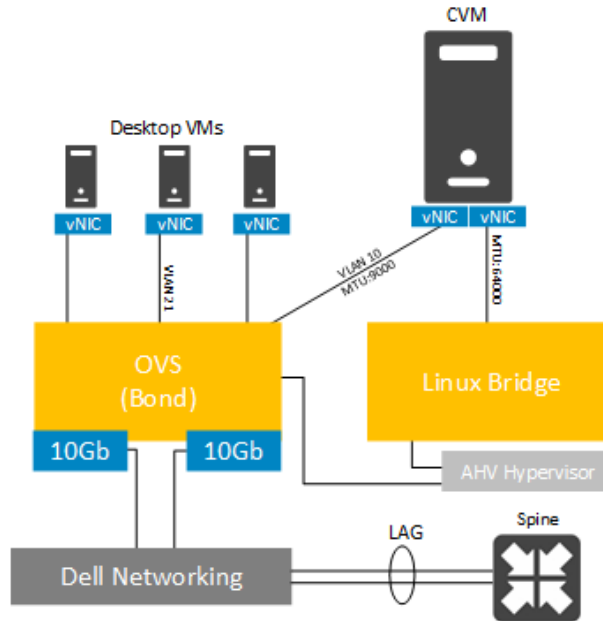 CVM
Desktop VMs
vNIC
vNIC
vNIC
vNIC
vNIC
VLAN 21
VLAN 10
MTU:9000
MTU: 64000
OVS
(Bond)
Linux Bridge
10Gb
10Gb
AHV Hypervisor
LAG
Spine
Dell Networking